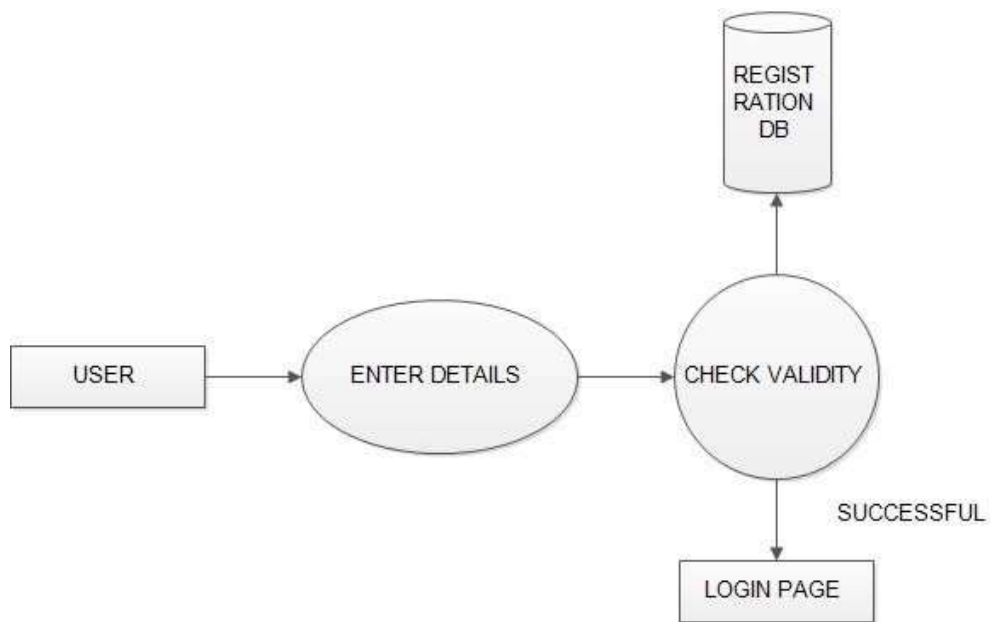 REGIST
RATION
DB
USER
ENTER DETAILS
CHECK VALIDITY
SUCCESSFUL
LOGIN PAGE